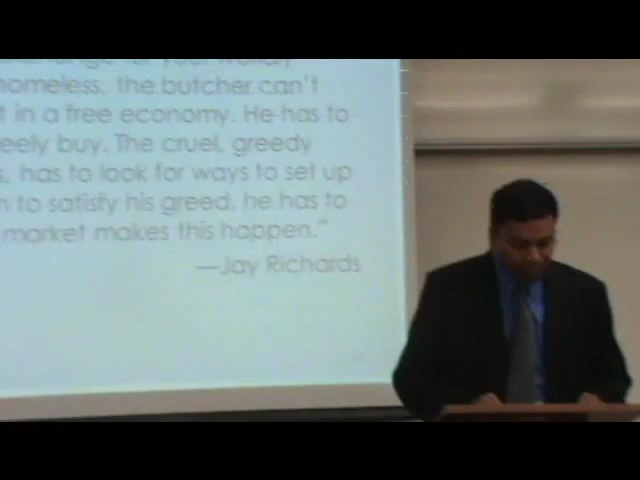 nomeless, the butcher can't
in a free economy. He has to
eely buy. The cruel, greedy
has to look for ways to set up
to satisfy his greed, he has to
market makes this happen."
—Jay Richards